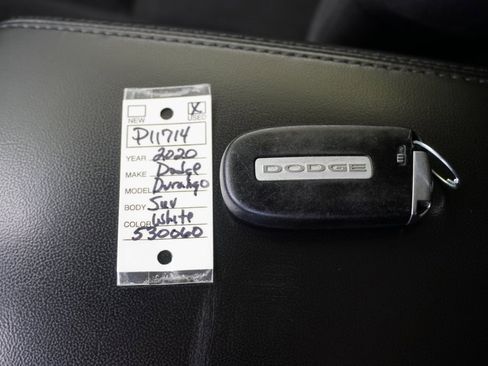 X
NEW USED
P11714
YEAR 2020
MAKE Dodge
MODEL Durango
BODY Suv
COLOR White
530060
DODGE